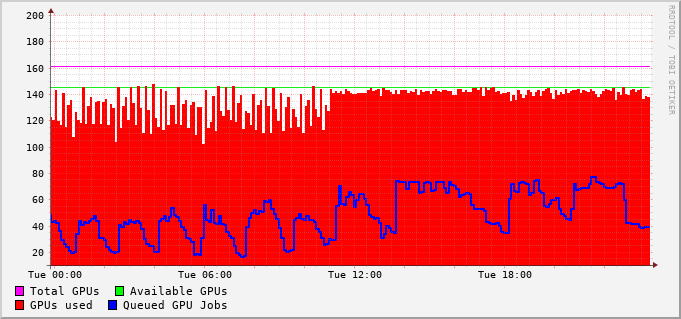 200
180
160
140
120
100
80
60
40
20
Tue 00:00 Tue 06:00 Tue 12:00 Tue 18:00
Total GPUs Available GPUs
GPUs used Queued GPU Jobs
RRDTOOL / TOBI OETIKER